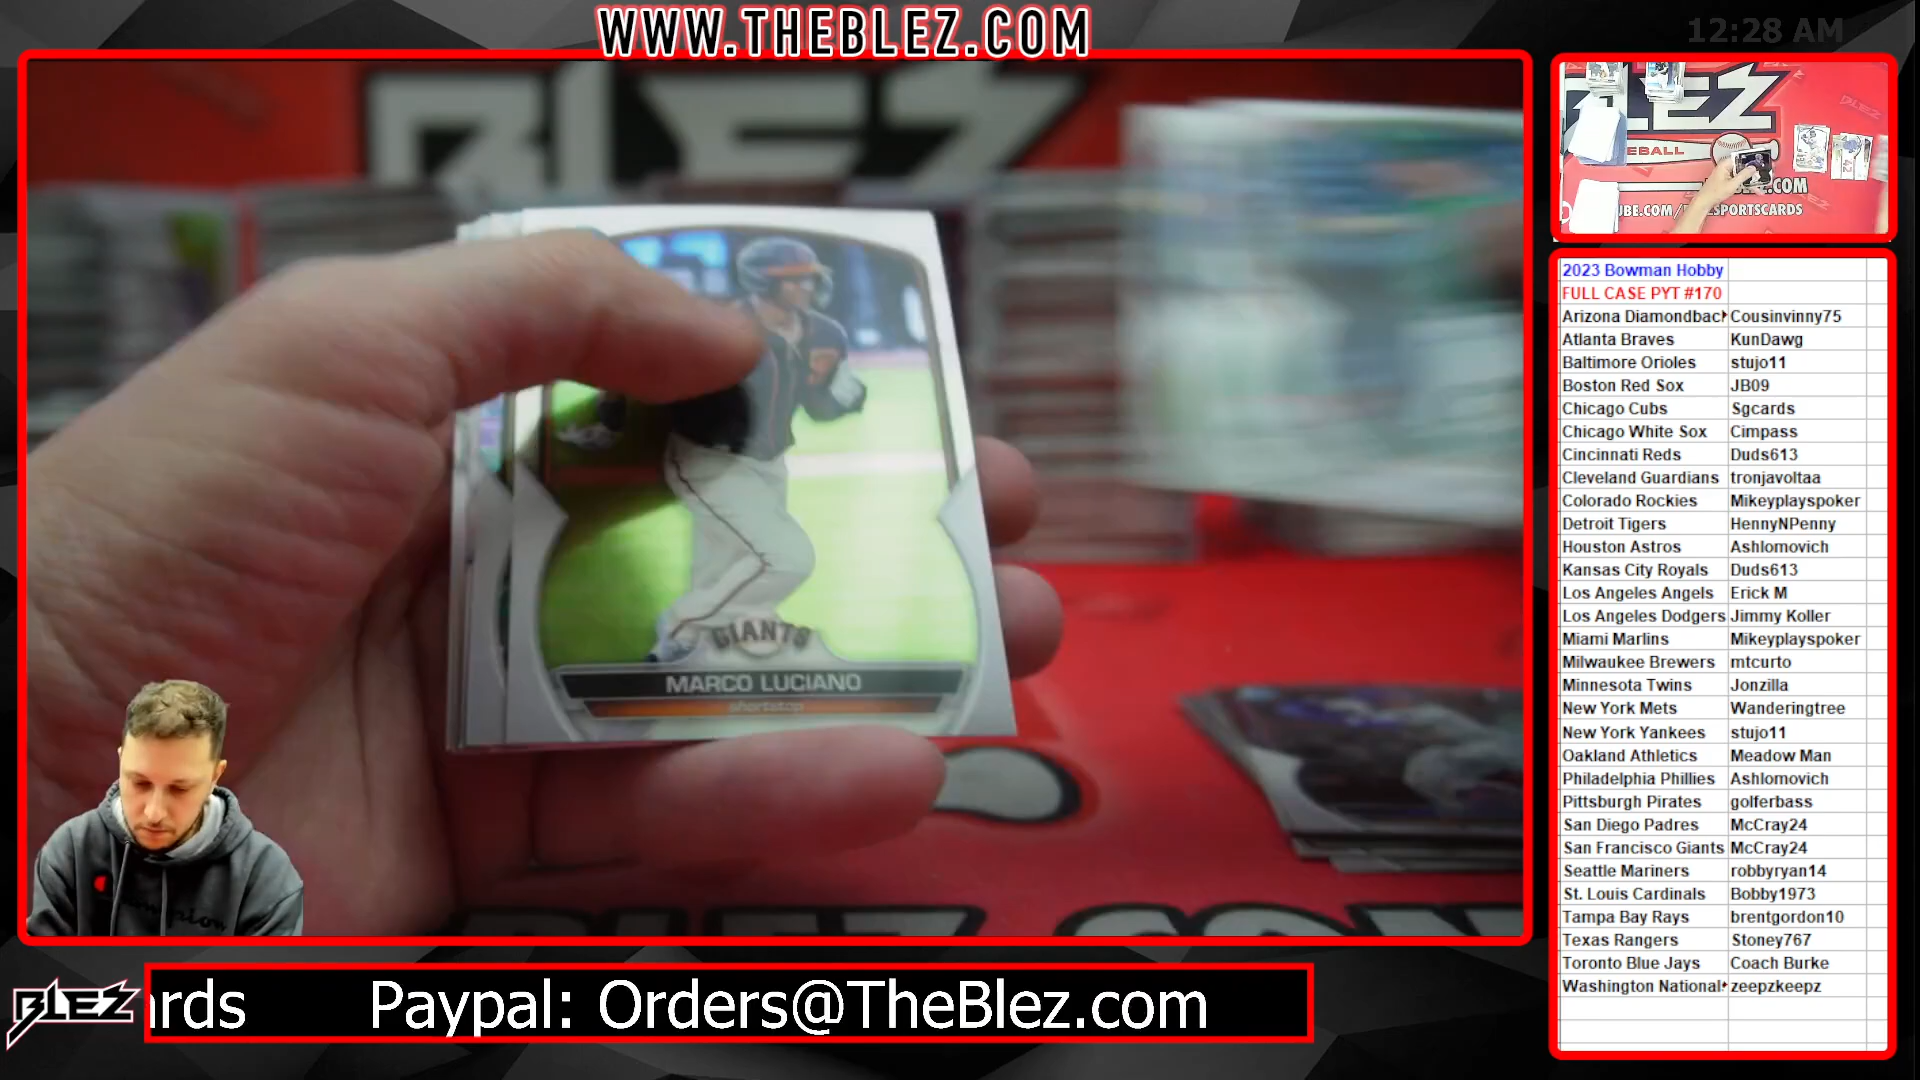 WWW.THEBLEZ.COM
12:28 AM
BLEZ
GIANTS
MARCO LUCIANO
shortstop
BLEZ.COM
BLEZ
rds Paypal: Orders@TheBlez.com
2023 Bowman Hobby
FULL CASE PYT #170
Arizona Diamondbac Cousinvinny75
Atlanta Braves KunDawg
Baltimore Orioles stujo11
Boston Red Sox JB09
Chicago Cubs Sgcards
Chicago White Sox Cimpass
Cincinnati Reds Duds613
Cleveland Guardians tronjavoltaa
Colorado Rockies Mikeyplayspoker
Detroit Tigers HennyNPenny
Houston Astros Ashlomovich
Kansas City Royals Duds613
Los Angeles Angels Erick M
Los Angeles Dodgers Jimmy Koller
Miami Marlins Mikeyplayspoker
Milwaukee Brewers mtcurto
Minnesota Twins Jonzilla
New York Mets Wanderingtree
New York Yankees stujo11
Oakland Athletics Meadow Man
Philadelphia Phillies Ashlomovich
Pittsburgh Pirates golferbass
San Diego Padres McCray24
San Francisco Giants McCray24
Seattle Mariners robbyryan14
St. Louis Cardinals Bobby1973
Tampa Bay Rays brentgordon10
Texas Rangers Stoney767
Toronto Blue Jays Coach Burke
Washington National zeepzkeepz